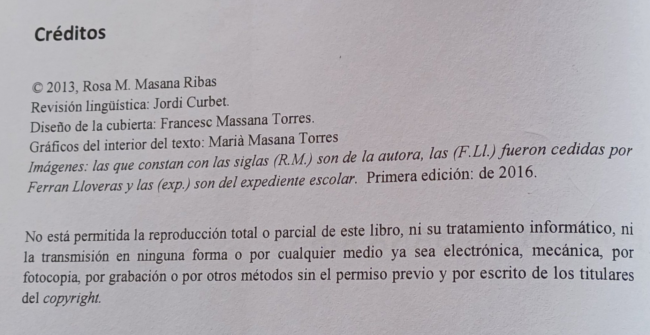 Créditos
© 2013, Rosa M. Masana Ribas
Revisión lingüística: Jordi Curbet.
Diseño de la cubierta: Francesc Massana Torres.
Gráficos del interior del texto: Marià Masana Torres
Imágenes: las que constan con las siglas (R.M.) son de la autora, las (F.Ll.) fueron cedidas por
Ferran Lloveras y las (exp.) son del expediente escolar. Primera edición: de 2016.
No está permitida la reproducción total o parcial de este libro, ni su tratamiento informático, ni
la transmisión en ninguna forma o por cualquier medio ya sea electrónica, mecánica, por
fotocopia, por grabación o por otros métodos sin el permiso previo y por escrito de los titulares
del copyright.